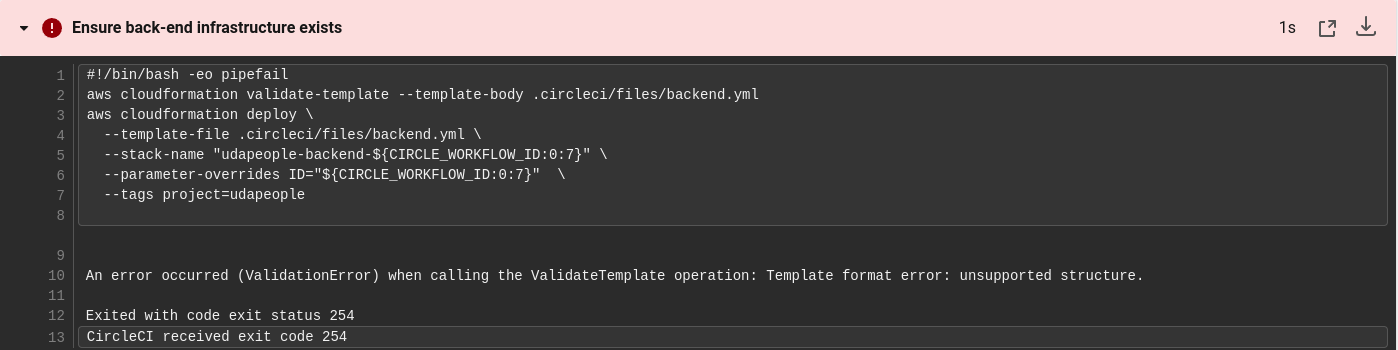 Ensure back-end infrastructure exists
1s
1 #!/bin/bash -eo pipefail
2 aws cloudformation validate-template --template-body .circleci/files/backend.yml
3 aws cloudformation deploy \
4   --template-file .circleci/files/backend.yml \
5   --stack-name "udapeople-backend-${CIRCLE_WORKFLOW_ID:0:7}" \
6   --parameter-overrides ID="${CIRCLE_WORKFLOW_ID:0:7}"  \
7   --tags project=udapeople
8
9
10 An error occurred (ValidationError) when calling the ValidateTemplate operation: Template format error: unsupported structure.
11
12 Exited with code exit status 254
13 CircleCI received exit code 254